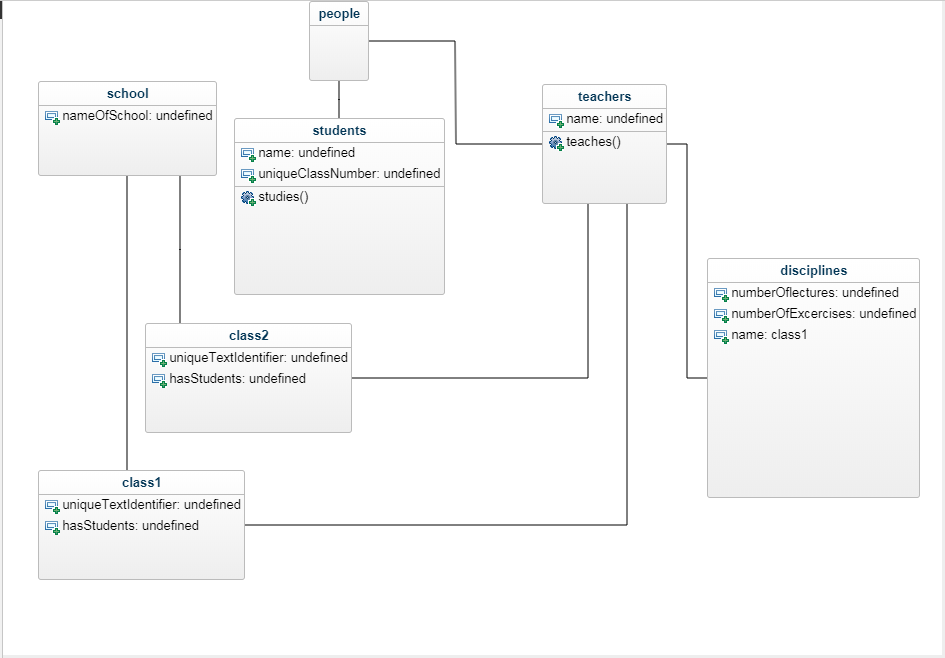 people
school
nameOfSchool: undefined
students
name: undefined
uniqueClassNumber: undefined
studies()
teachers
name: undefined
teaches()
disciplines
numberOflectures: undefined
numberOfExcercises: undefined
name: class1
class2
uniqueTextIdentifier: undefined
hasStudents: undefined
class1
uniqueTextIdentifier: undefined
hasStudents: undefined